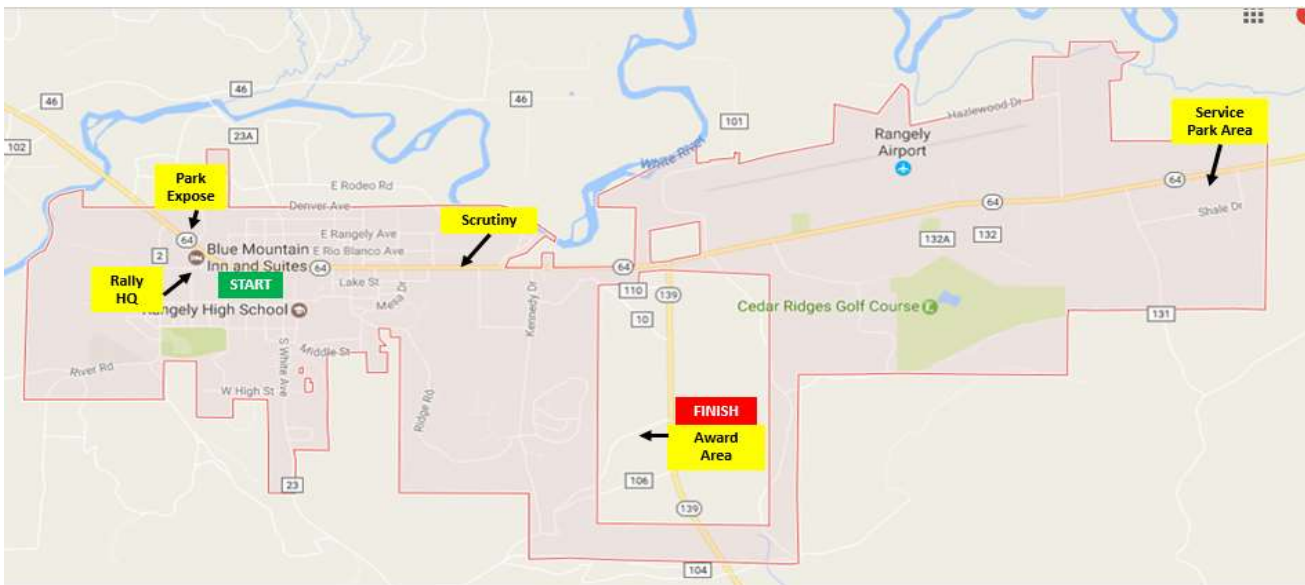 46
46
46
102
23A
101
White River
Hazlewood Dr
Rangely
Airport
Service
Park Area
Park
Expose
E Rodeo Rd
Denver Ave
Scrutiny
64
64
E Rangely Ave
64
132A
132
Shale Dr
2
Blue Mountain
Inn and Suites
E Rio Blanco Ave
64
64
Rally
HQ
START
Lake St
Mesa Dr
Kennedy Dr
110
139
10
Rangely High School
Cedar Ridges Golf Course
131
Middle St
River Rd
W High St
S White Ave
Ridge Rd
FINISH
Award
Area
106
23
139
104